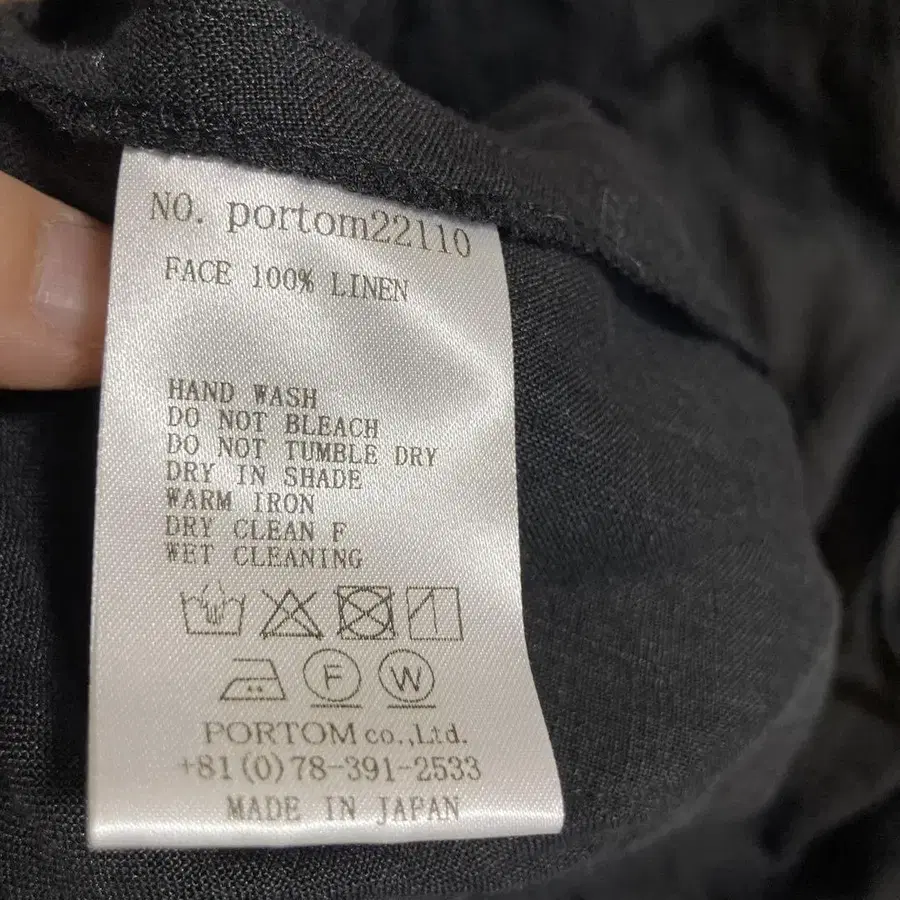 NO. portom22110
FACE 100% LINEN
HAND WASH
DO NOT BLEACH
DO NOT TUMBLE DRY
DRY IN SHADE
WARM IRON
DRY CLEAN F
WET CLEANING
F W
PORTOM co.,Ltd.
+81(0)78-391-2533
MADE IN JAPAN